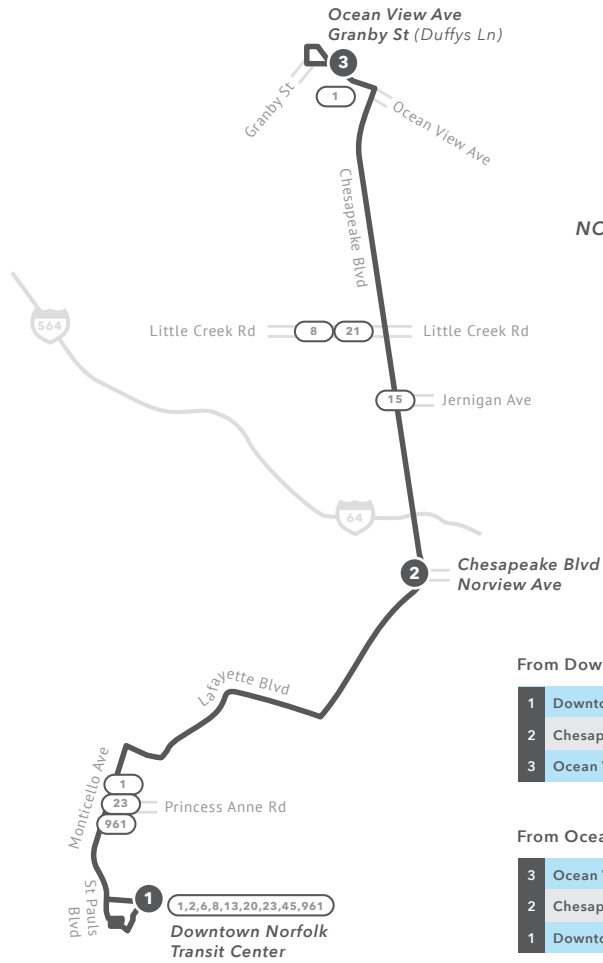 Ocean View Ave
Granby St (Duffys Ln)
3
1
Granby St
Ocean View Ave
Chesapeake Blvd
NO
564
Little Creek Rd
8
21
Little Creek Rd
15
Jernigan Ave
64
2
Chesapeake Blvd
Norview Ave
Lafayette Blvd
From Dow
1 Downto
2 Chesap
3 Ocean
Monticello Ave
1
23
961
Princess Anne Rd
From Ocea
3 Ocean
2 Chesap
1 Downto
St Pauls
Blvd
1
1,2,6,8,13,20,23,45,961
Downtown Norfolk
Transit Center